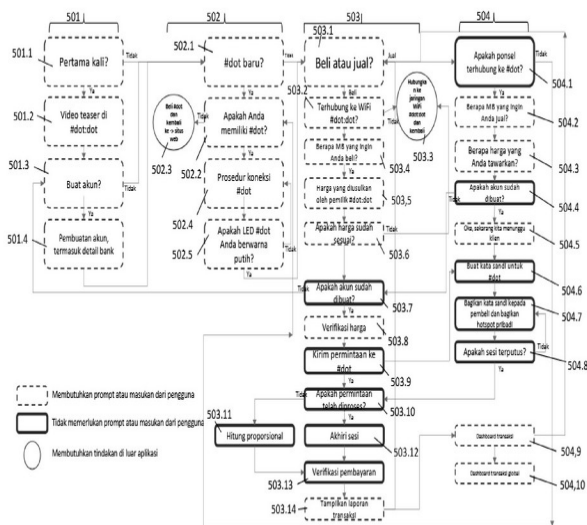 501
502
503
504
501.1
Pertama kali?
Tidak
Ya
501.2
Video teaser di
#dot:dot
501.3
Buat akun?
Tidak
Ya
501.4
Pembuatan akun,
termasuk detail bank
502.1
#dot baru?
Ya
Beli #dot
dan
kembali
ke -> situs
web
502.3
Tidak
Apakah Anda
memiliki #dot?
502.2
Ya
Prosedur koneksi
#dot
502.4
Apakah LED #dot
Anda berwarna
putih?
502.5
Tidak
Ya
503.1
Beli atau jual?
Jual
Beli
503.2
Terhubung ke WiFi
#dot:dot?
Tidak
Ya
Hubungka
n ke
jaringan
WiFi
dan kembali
503.3
Berapa MB yang ingin
Anda beli?
503.4
Harga yang diusulkan
oleh pemilik #dot:dot
503,5
Apakah harga sudah
sesuai?
503.6
Tidak
Apakah akun sudah
dibuat?
503.7
Ya
Verifikasi harga
503.8
Kirim permintaan ke
#dot
503.9
Apakah permintaan
telah diproses?
503.10
Tidak
Ya
503.11
Hitung proporsional
Akhiri sesi
503.12
Verifikasi pembayaran
503.13
Tampilkan laporan
transaksi
503.14
Apakah ponsel
terhubung ke #dot?
504.1
Tidak
Ya
Berapa MB yang ingin
Anda jual?
504.2
Berapa harga yang
Anda tawarkan?
504.3
Apakah akun sudah
dibuat?
504.4
Tidak
Ya
Oke, sekarang kita menunggu
klien
504.5
Buat kata sandi untuk
#dot
504.6
Bagikan kata sandi kepada
pembeli dan bagikan
hotspot pribadi
504.7
Apakah sesi terputus?
504.8
Tidak
Ya
Dashboard transaksi
504,9
Dashboard transaksi global
504,10
Membutuhkan prompt atau masukan dari pengguna
Tidak memerlukan prompt atau masukan dari pengguna
Membutuhkan tindakan di luar aplikasi